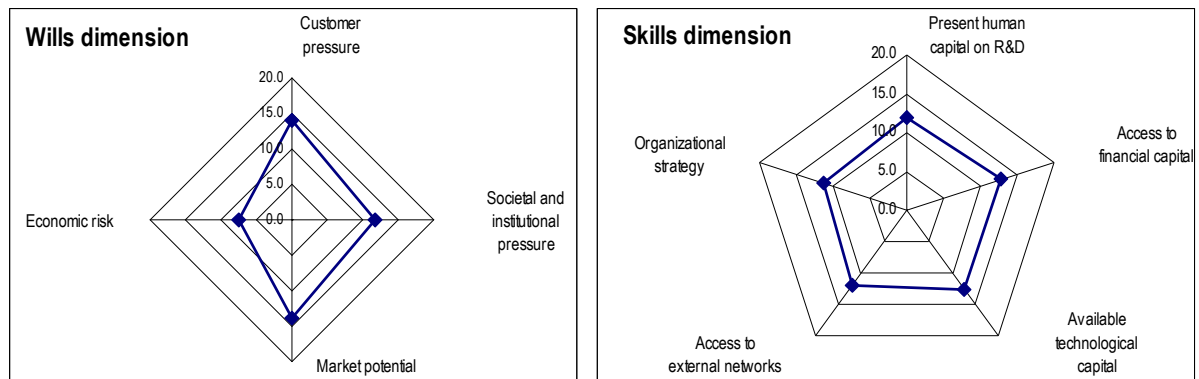 Wills dimension
Customer
pressure
20.0
15.0
10.0
5.0
0.0
Economic risk
Societal and
institutional
pressure
Market potential
Skills dimension
Present human
capital on R&D
20.0
15.0
10.0
5.0
0.0
Organizational
strategy
Access to
financial capital
Access to
external networks
Available
technological
capital